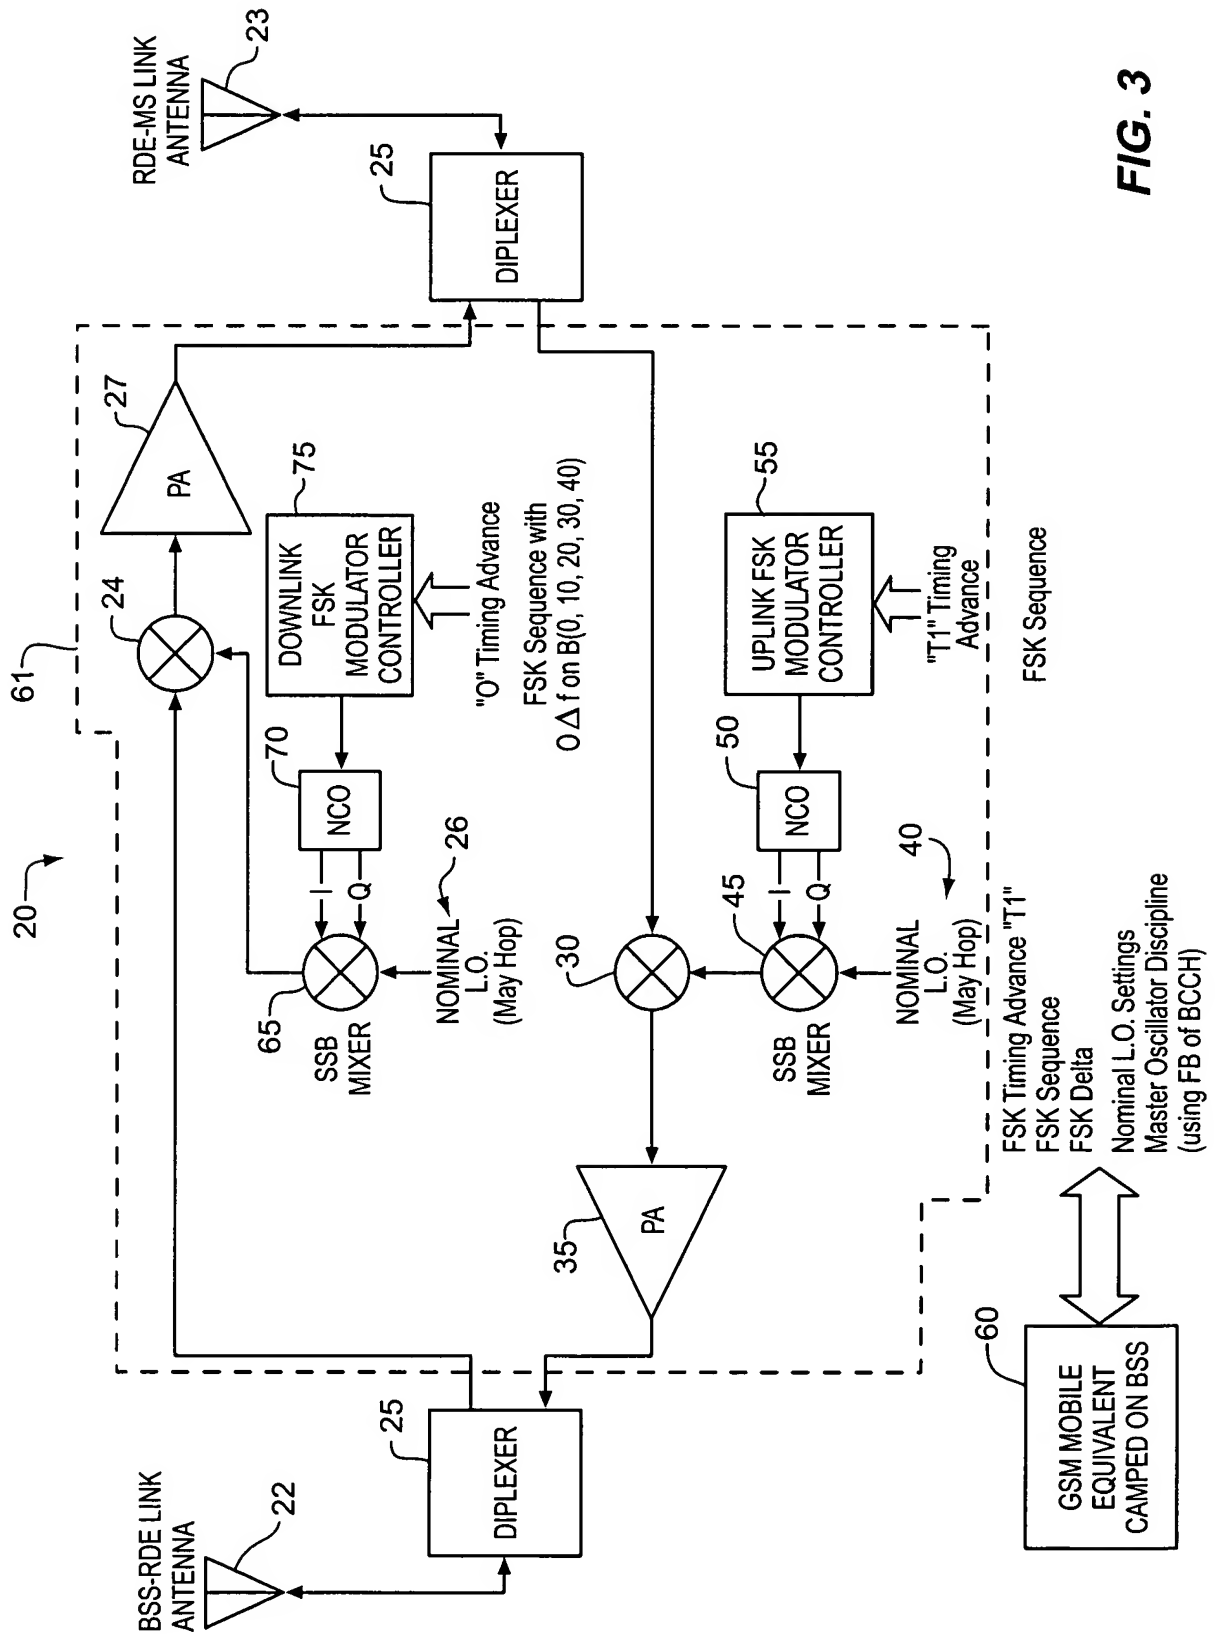 20
61
BSS-RDE LINK
ANTENNA
22
25
DIPLEXER
RDE-MS LINK
ANTENNA
23
25
DIPLEXER
24
27
PA
65
SSB
MIXER
I
Q
70
NCO
75
DOWNLINK
FSK
MODULATOR
CONTROLLER
NOMINAL
L.O.
(May Hop)
26
"O" Timing Advance
FSK Sequence with
O Δ f on B(0, 10, 20, 30, 40)
30
35
PA
45
SSB
MIXER
I
Q
50
NCO
55
UPLINK FSK
MODULATOR
CONTROLLER
NOMINAL
L.O.
(May Hop)
40
"T1" Timing
Advance
FSK Sequence
60
GSM MOBILE
EQUIVALENT
CAMPED ON BSS
FSK Timing Advance "T1"
FSK Sequence
FSK Delta
Nominal L.O. Settings
Master Oscillator Discipline
(using FB of BCCH)
FIG. 3